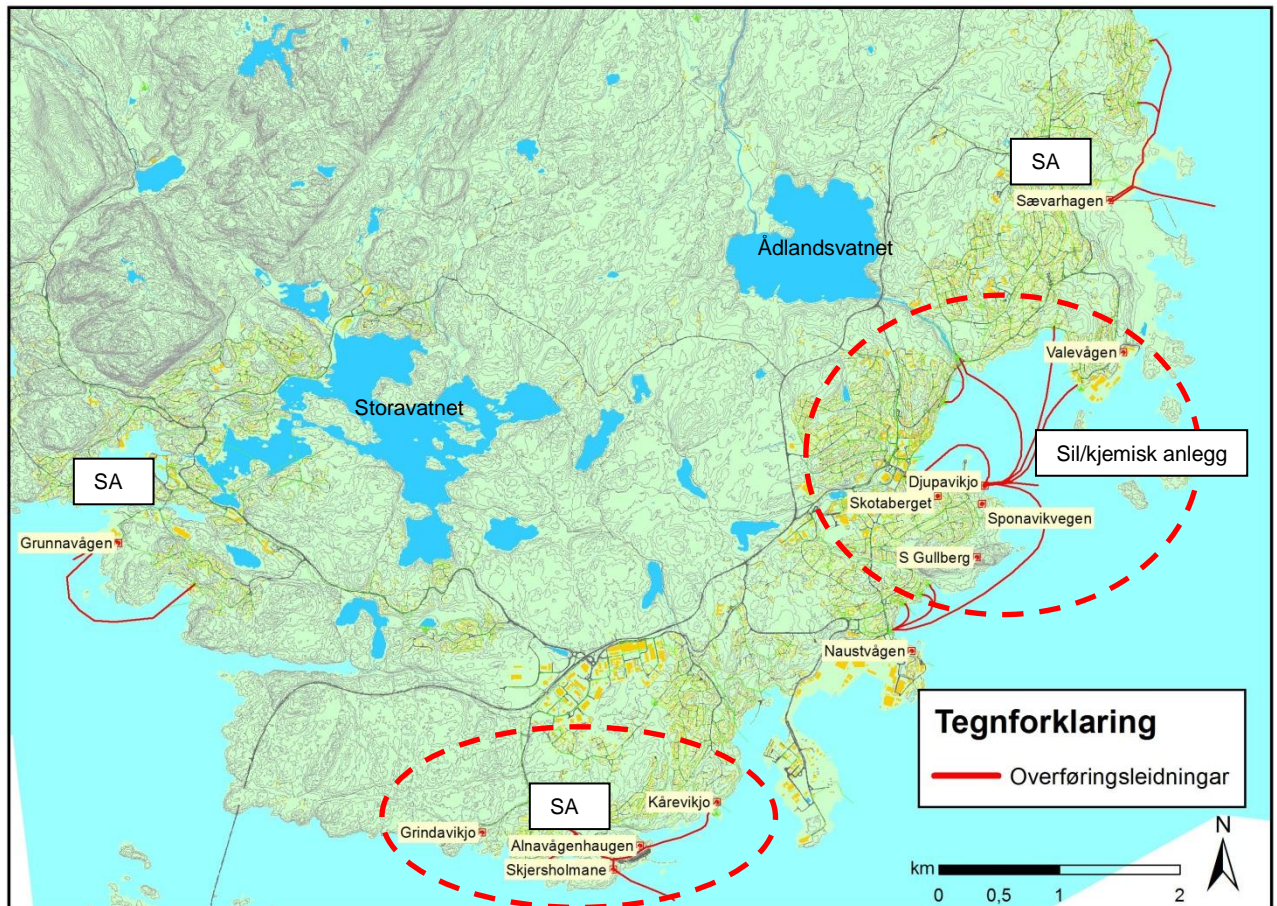 SA
Sævarhagen
Ådlandsvatnet
Valevågen
Storavatnet
Sil/kjemisk anlegg
SA
Djupavikjo
Skotaberget
Sponavikvegen
Grunnavågen
S Gullberg
Naustvågen
Tegnforklaring
Overføringsleidningar
SA
Kårevikjo
Grindavikjo
Alnavågenhaugen
Skjersholmane
N
km
0 0,5 1 2